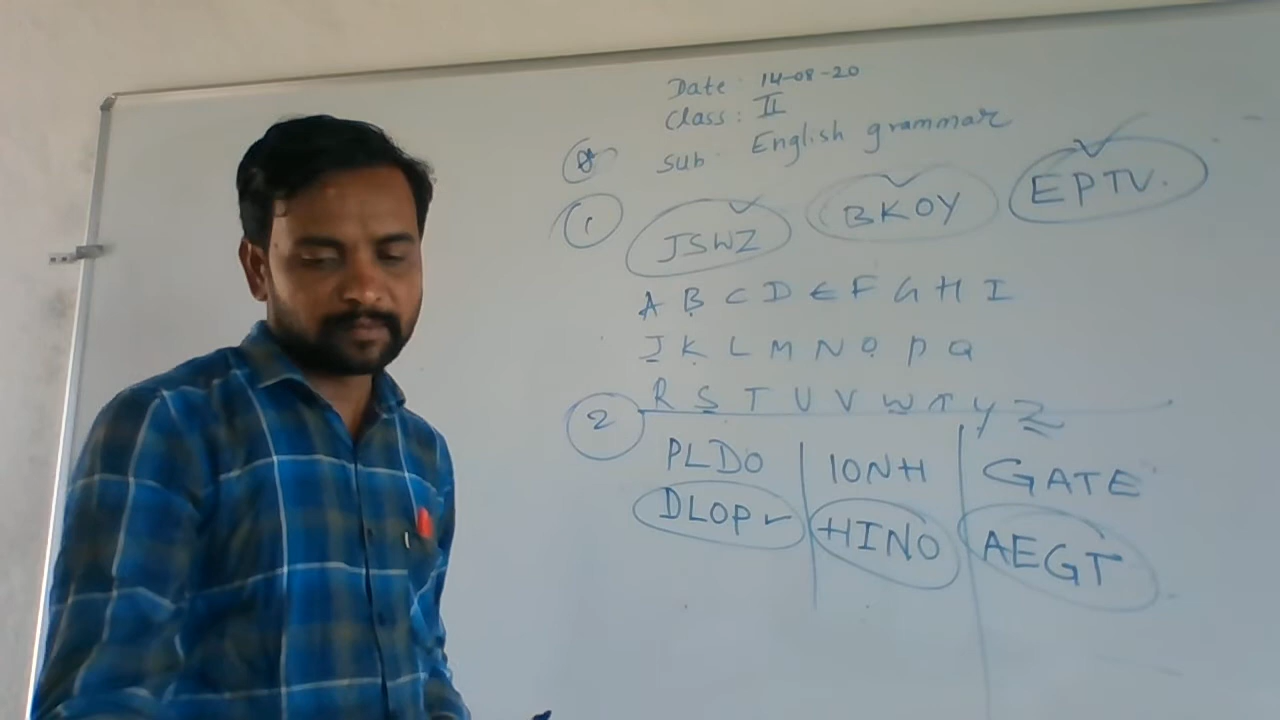 Date : 14-08-20
Class : II
Sub : English grammar
1 JSWZ BKOY EPTV.
A B C D E F G H I
J K L M N O P Q
R S T U V W X Y Z
2
PLDO IONH GATE
DLOP HINO AEGT